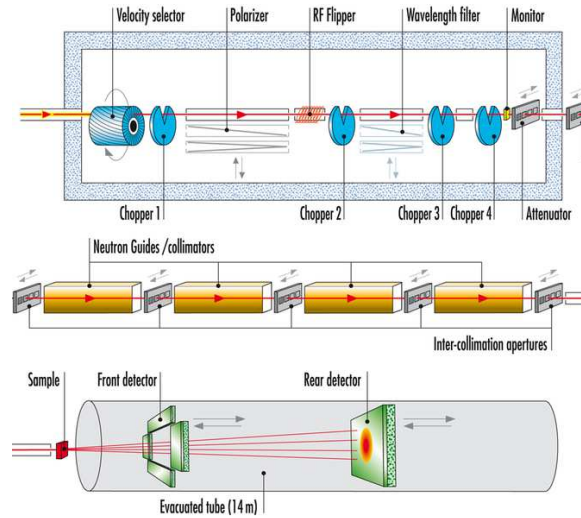 Velocity selector
Polarizer
RF Flipper
Wavelength filter
Monitor
Chopper 1
Chopper 2
Chopper 3
Chopper 4
Attenuator
Neutron Guides /collimators
Inter-collimation apertures
Sample
Front detector
Rear detector
Evacuated tube (14 m)